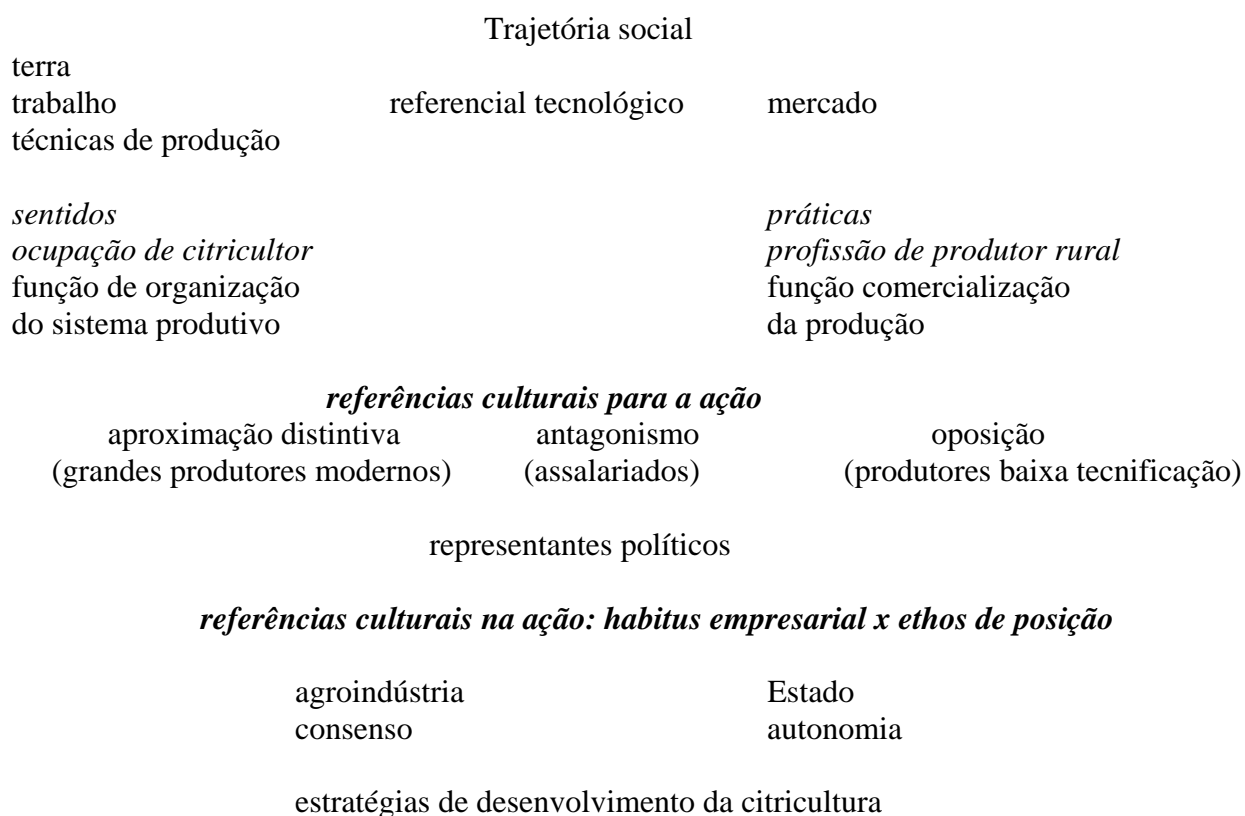 Trajetória social
terra
trabalho referencial tecnológico mercado
técnicas de produção
sentidos práticas
ocupação de citricultor profissão de produtor rural
função de organização função comercialização
do sistema produtivo da produção
referências culturais para a ação
aproximação distintiva antagonismo oposição
(grandes produtores modernos) (assalariados) (produtores baixa tecnificação)
representantes políticos
referências culturais na ação: habitus empresarial x ethos de posição
agroindústria Estado
consenso autonomia
estratégias de desenvolvimento da citricultura